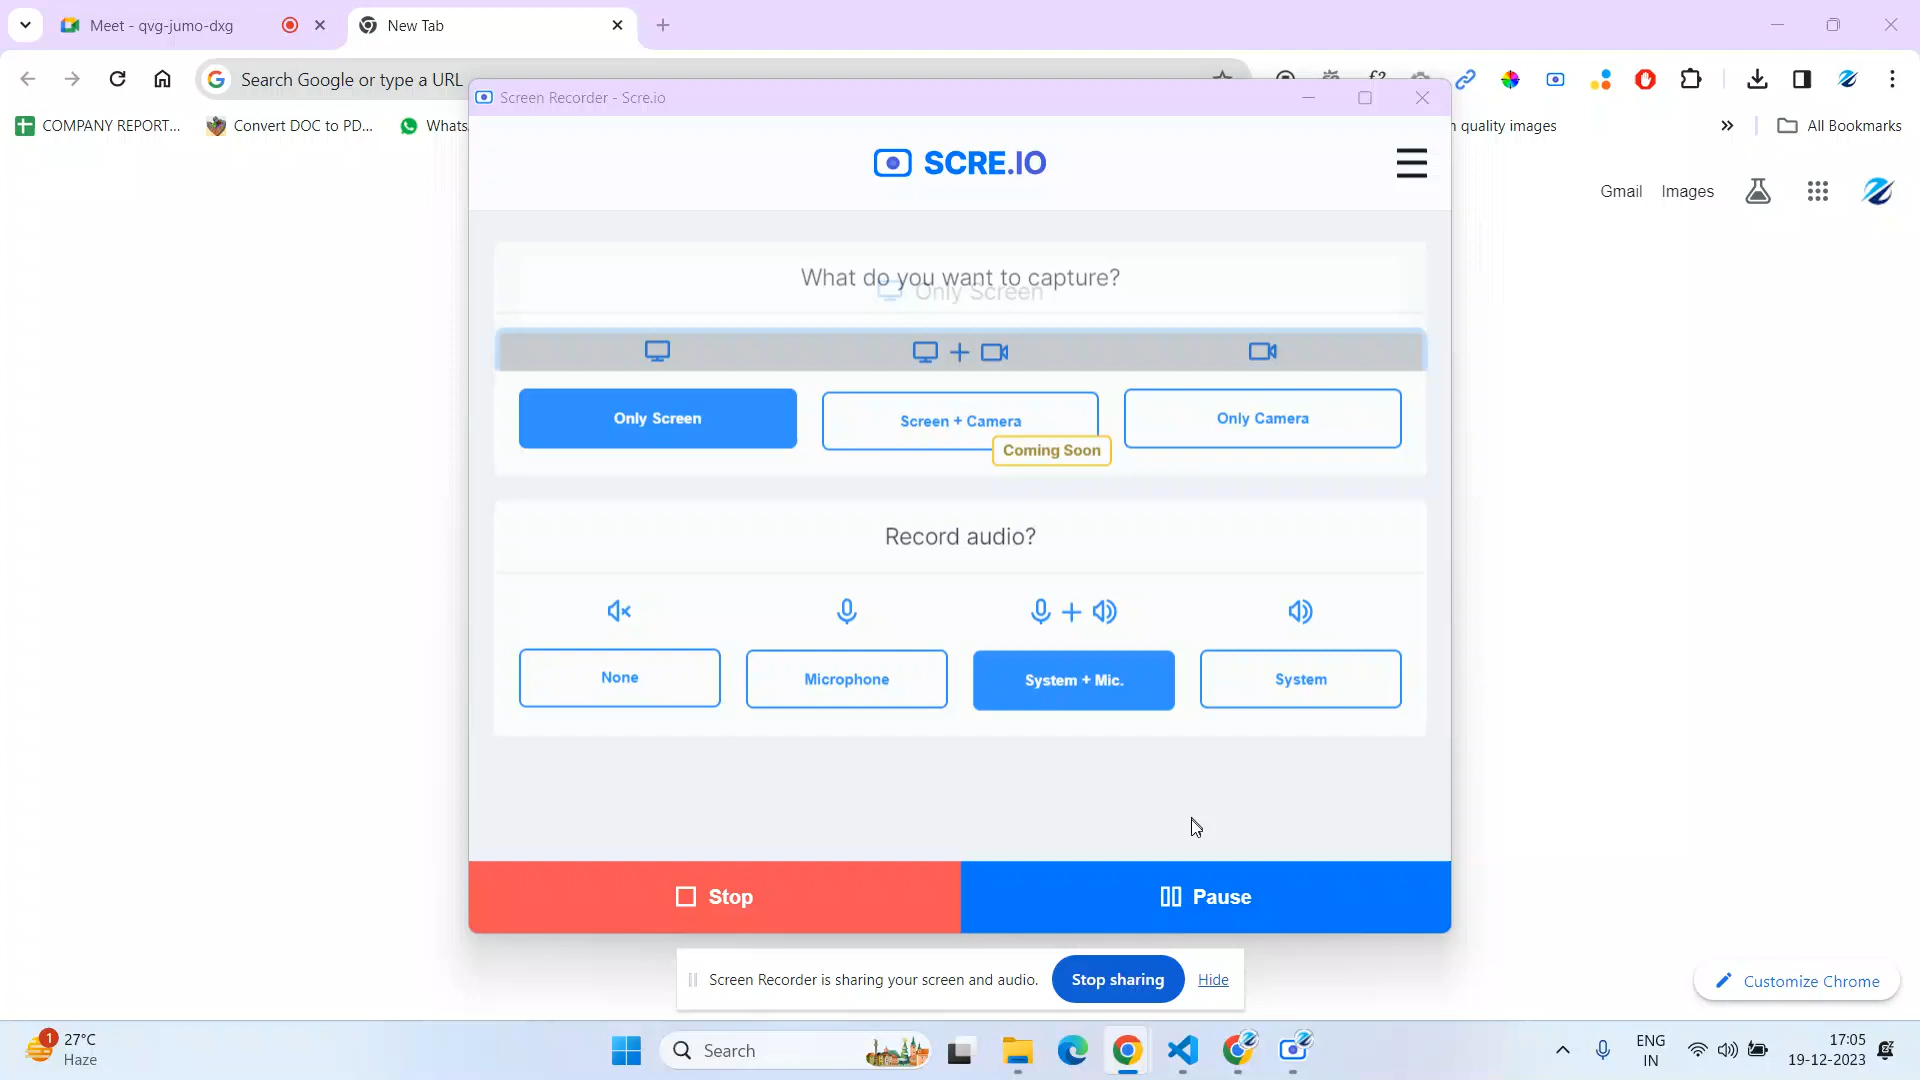 Meet - qvg-jumo-dxg
New Tab
Search Google or type a URL
COMPANY REPORT...
Convert DOC to PD...
Whats
quality images
All Bookmarks
Screen Recorder - Scre.io
SCRE.IO
Gmail
Images
What do you want to capture?
Only Screen
Only Screen
Screen + Camera
Only Camera
Coming Soon
Record audio?
None
Microphone
System + Mic.
System
Stop
Pause
Screen Recorder is sharing your screen and audio.
Stop sharing
Hide
Customize Chrome
1
27°C
Haze
Search
ENG
IN
17:05
19-12-2023